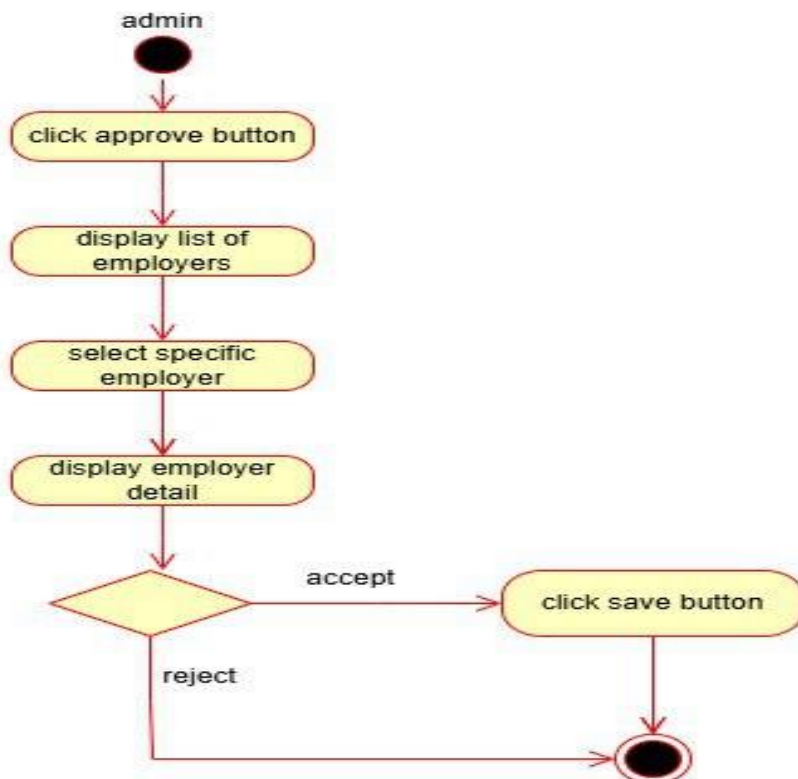 admin
click approve button
display list of
employers
select specific
employer
display employer
detail
accept
click save button
reject